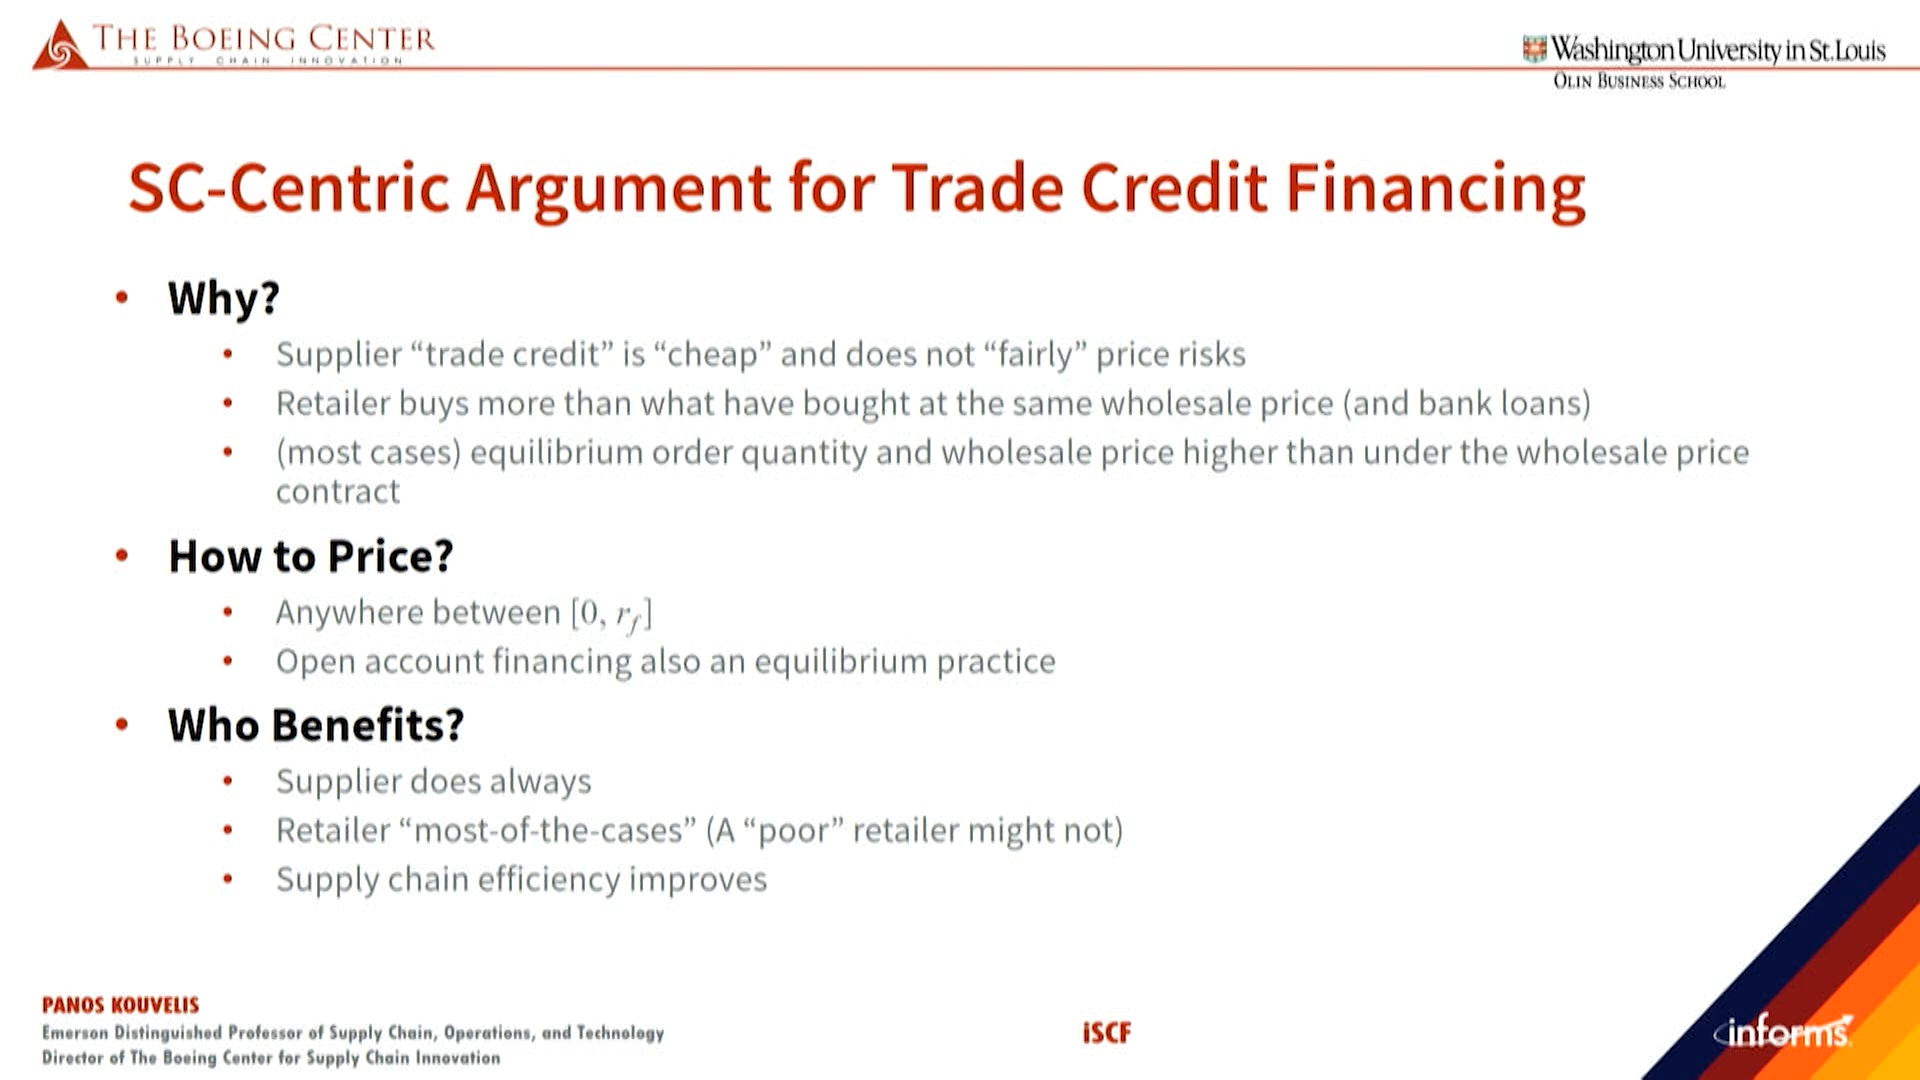 THE BOEING CENTER
SUPPLY CHAIN INNOVATION
Washington University in St.Louis
OLIN BUSINESS SCHOOL
SC-Centric Argument for Trade Credit Financing
• Why?
• Supplier “trade credit” is “cheap” and does not “fairly” price risks
• Retailer buys more than what have bought at the same wholesale price (and bank loans)
• (most cases) equilibrium order quantity and wholesale price higher than under the wholesale price
contract
• How to Price?
• Anywhere between [0, r_f]
• Open account financing also an equilibrium practice
• Who Benefits?
• Supplier does always
• Retailer “most-of-the-cases” (A “poor” retailer might not)
• Supply chain efficiency improves
PANOS KOUVELIS
Emerson Distinguished Professor of Supply Chain, Operations, and Technology
Director of The Boeing Center for Supply Chain Innovation
iSCF
informs